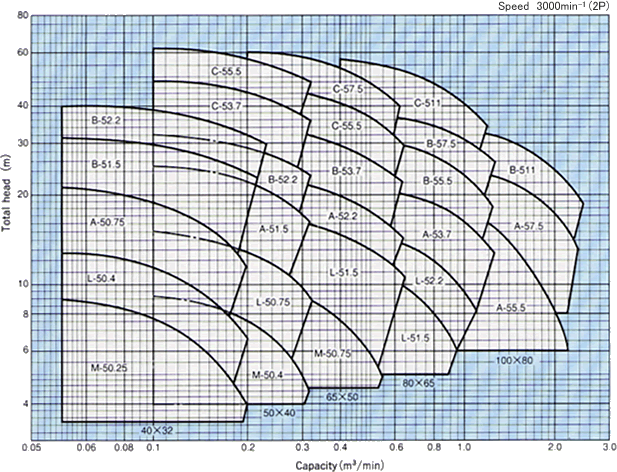 Speed 3000min⁻¹ (2P)
80
60
40
30
20
10
8
6
4
Total head (m)
C-55.5
C-57.5
C-511
C-53.7
C-55.5
B-52.2
B-57.5
B-51.5
B-52.2
B-53.7
B-55.5
B-511
A-50.75
A-51.5
A-52.2
A-53.7
A-57.5
L-50.4
L-50.75
L-51.5
L-52.2
A-55.5
M-50.25
M-50.4
M-50.75
L-51.5
100×80
80×65
65×50
50×40
40×32
0.05 0.06 0.08 0.1 0.2 0.3 0.4 0.6 0.8 1.0 2.0 3.0
Capacity(m³/min)